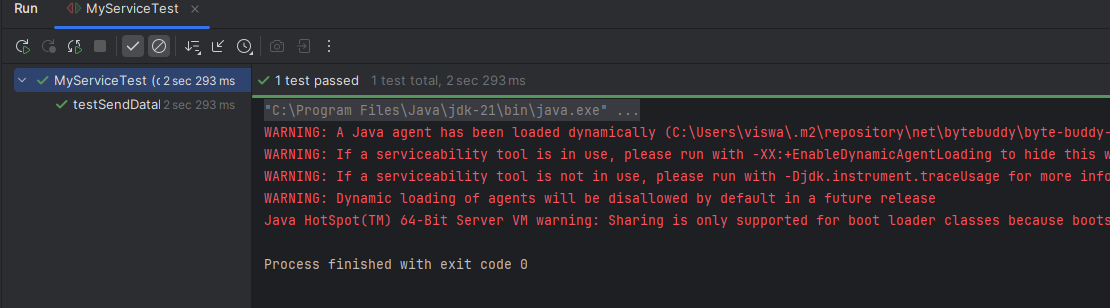 Run MyServiceTest
MyServiceTest (c 2 sec 293 ms
1 test passed 1 test total, 2 sec 293 ms
testSendDatal 2 sec 293 ms
"C:\Program Files\Java\jdk-21\bin\java.exe" ...
WARNING: A Java agent has been loaded dynamically (C:\Users\viswa\.m2\repository\net\bytebuddy\byte-buddy-
WARNING: If a serviceability tool is in use, please run with -XX:+EnableDynamicAgentLoading to hide this w
WARNING: If a serviceability tool is not in use, please run with -Djdk.instrument.traceUsage for more info
WARNING: Dynamic loading of agents will be disallowed by default in a future release
Java HotSpot(TM) 64-Bit Server VM warning: Sharing is only supported for boot loader classes because boots
Process finished with exit code 0